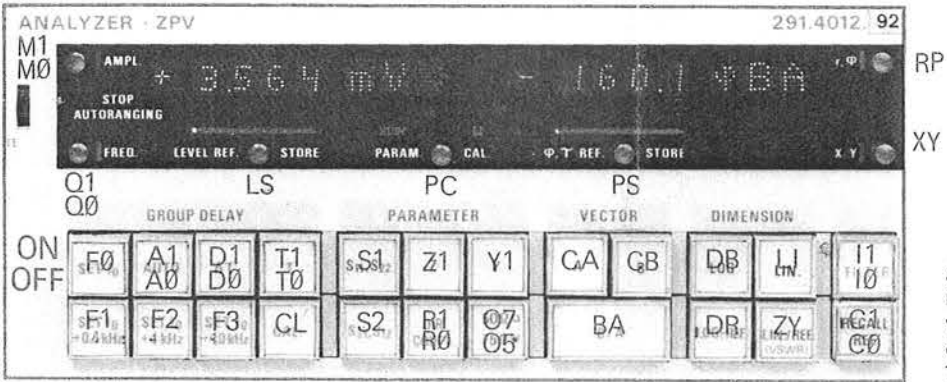 ANALYZER · ZPV 291.4012. 92
M1
MØ
AMPL.
+ 3.564 mV - 160.1 ΨBA
r, φ
RP
STOP
AUTORANGING
FREQ. LEVEL REF. STORE PARAM. CAL. φ,τ REF. STORE X Y
XY
Q1 LS PC PS
QØ
GROUP DELAY PARAMETER VECTOR DIMENSION
ON
OFF
FØ A1 D1 T1 S1 Z1 Y1 CA CB DB LI I1
AØ DØ TØ IØ
F1 F2 F3 CL S2 R1 O7 BA DR ZY C1
RØ O5 CØ
LIN.
(VSWR)
RECALL
REF.